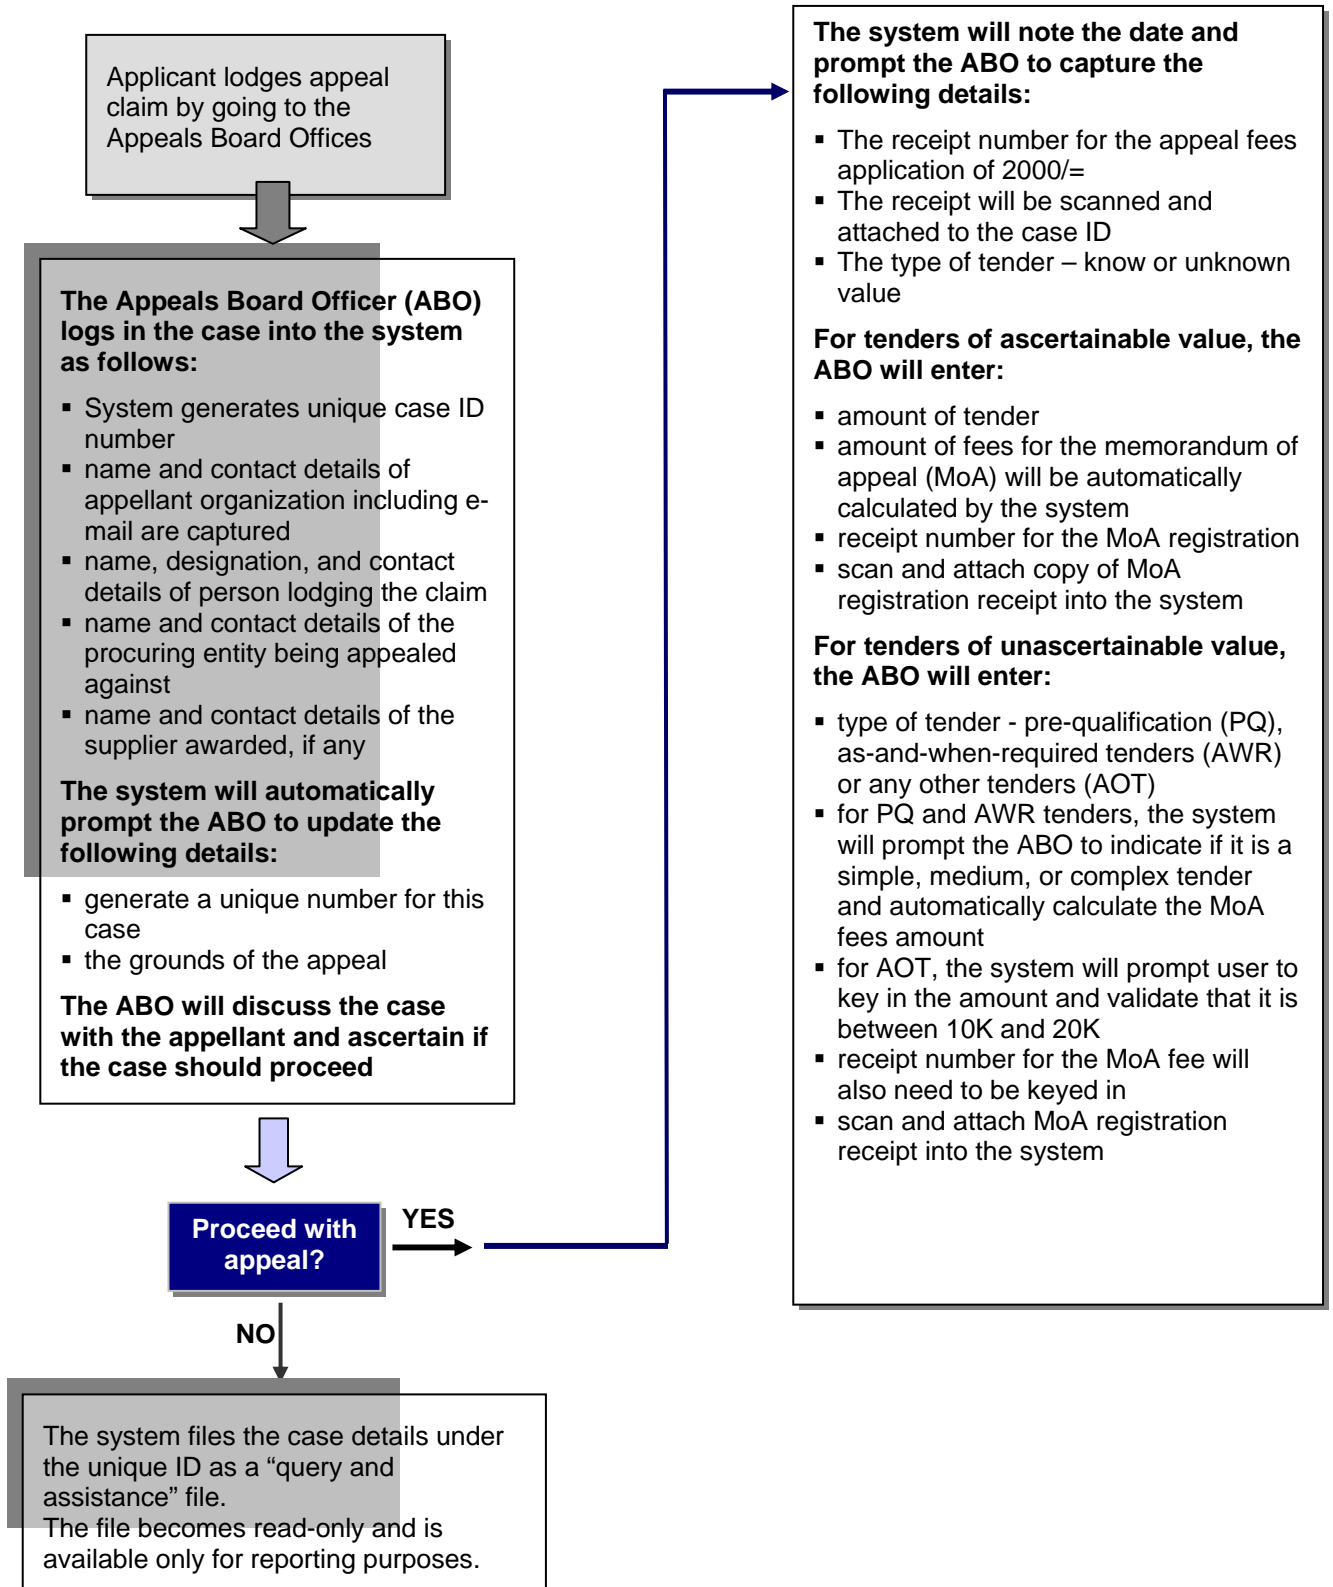 Applicant lodges appeal
claim by going to the
Appeals Board Offices
The Appeals Board Officer (ABO)
logs in the case into the system
as follows:
▪ System generates unique case ID
number
▪ name and contact details of
appellant organization including e-
mail are captured
▪ name, designation, and contact
details of person lodging the claim
▪ name and contact details of the
procuring entity being appealed
against
▪ name and contact details of the
supplier awarded, if any
The system will automatically
prompt the ABO to update the
following details:
▪ generate a unique number for this
case
▪ the grounds of the appeal
The ABO will discuss the case
with the appellant and ascertain if
the case should proceed
Proceed with
appeal?
YES
NO
The system files the case details under
the unique ID as a “query and
assistance” file.
The file becomes read-only and is
available only for reporting purposes.
The system will note the date and
prompt the ABO to capture the
following details:
▪ The receipt number for the appeal fees
application of 2000/=
▪ The receipt will be scanned and
attached to the case ID
▪ The type of tender – know or unknown
value
For tenders of ascertainable value, the
ABO will enter:
▪ amount of tender
▪ amount of fees for the memorandum of
appeal (MoA) will be automatically
calculated by the system
▪ receipt number for the MoA registration
▪ scan and attach copy of MoA
registration receipt into the system
For tenders of unascertainable value,
the ABO will enter:
▪ type of tender - pre-qualification (PQ),
as-and-when-required tenders (AWR)
or any other tenders (AOT)
▪ for PQ and AWR tenders, the system
will prompt the ABO to indicate if it is a
simple, medium, or complex tender
and automatically calculate the MoA
fees amount
▪ for AOT, the system will prompt user to
key in the amount and validate that it is
between 10K and 20K
▪ receipt number for the MoA fee will
also need to be keyed in
▪ scan and attach MoA registration
receipt into the system